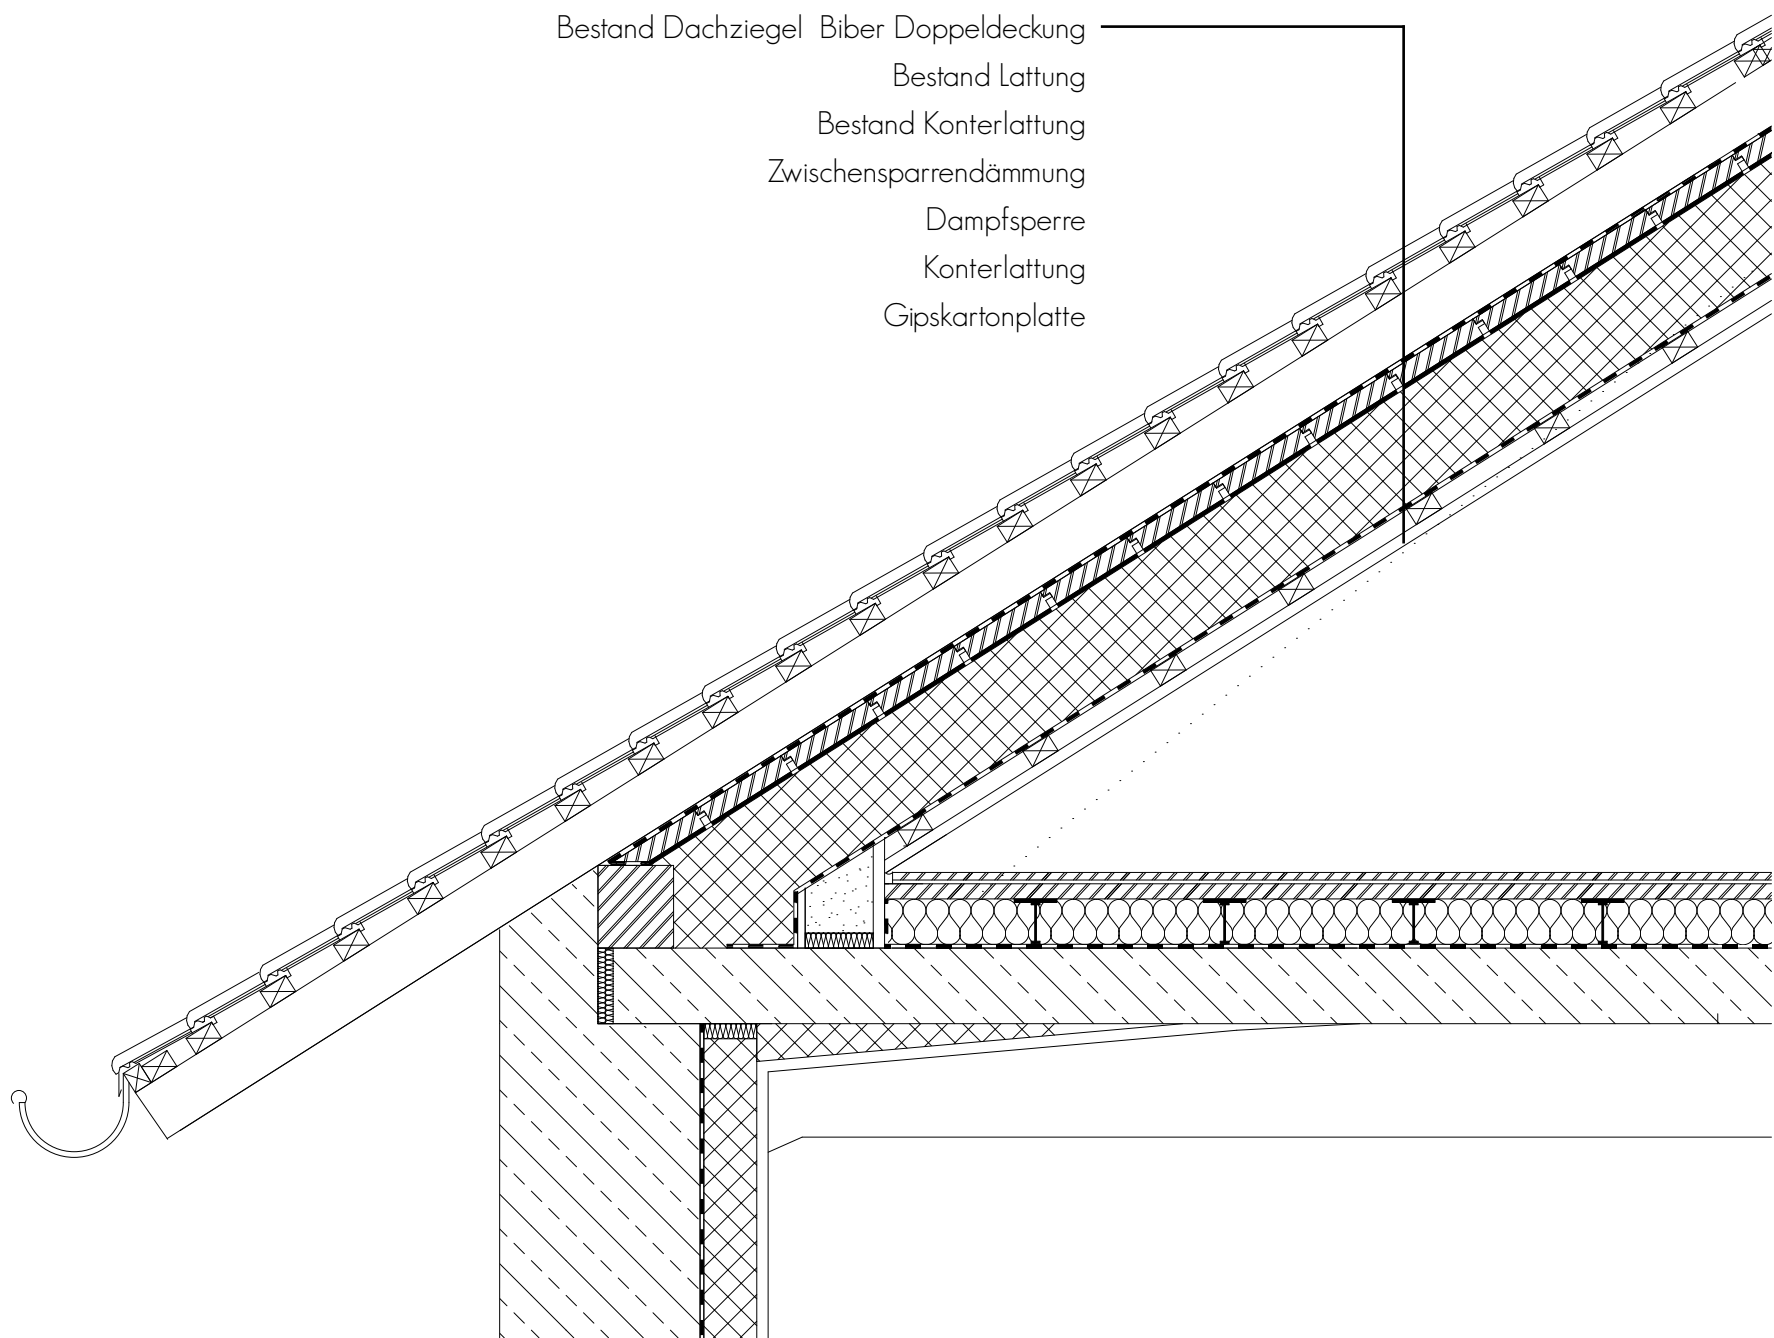 Bestand Dachziegel  Biber Doppeldeckung
Bestand Lattung
Bestand Konterlattung
Zwischensparrendämmung
Dampfsperre
Konterlattung
Gipskartonplatte